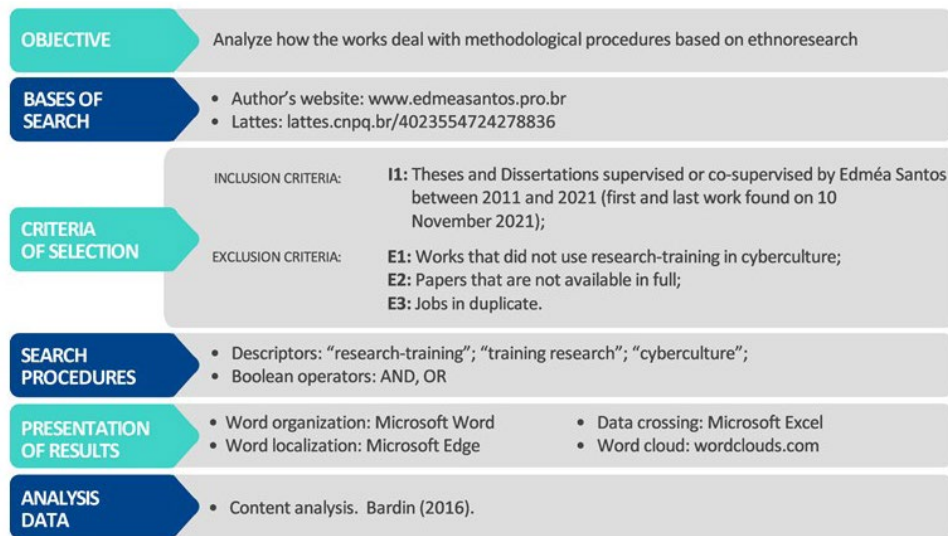 OBJECTIVE
Analyze how the works deal with methodological procedures based on ethnoresearch
BASES OF
SEARCH
• Author's website: www.edmeasantos.pro.br
• Lattes: lattes.cnpq.br/4023554724278836
CRITERIA
OF SELECTION
INCLUSION CRITERIA:
I1: Theses and Dissertations supervised or co-supervised by Edméa Santos
between 2011 and 2021 (first and last work found on 10
November 2021);
EXCLUSION CRITERIA:
E1: Works that did not use research-training in cyberculture;
E2: Papers that are not available in full;
E3: Jobs in duplicate.
SEARCH
PROCEDURES
• Descriptors: “research-training”; “training research”; “cyberculture”;
• Boolean operators: AND, OR
PRESENTATION
OF RESULTS
• Word organization: Microsoft Word
• Word localization: Microsoft Edge
• Data crossing: Microsoft Excel
• Word cloud: wordclouds.com
ANALYSIS
DATA
• Content analysis. Bardin (2016).